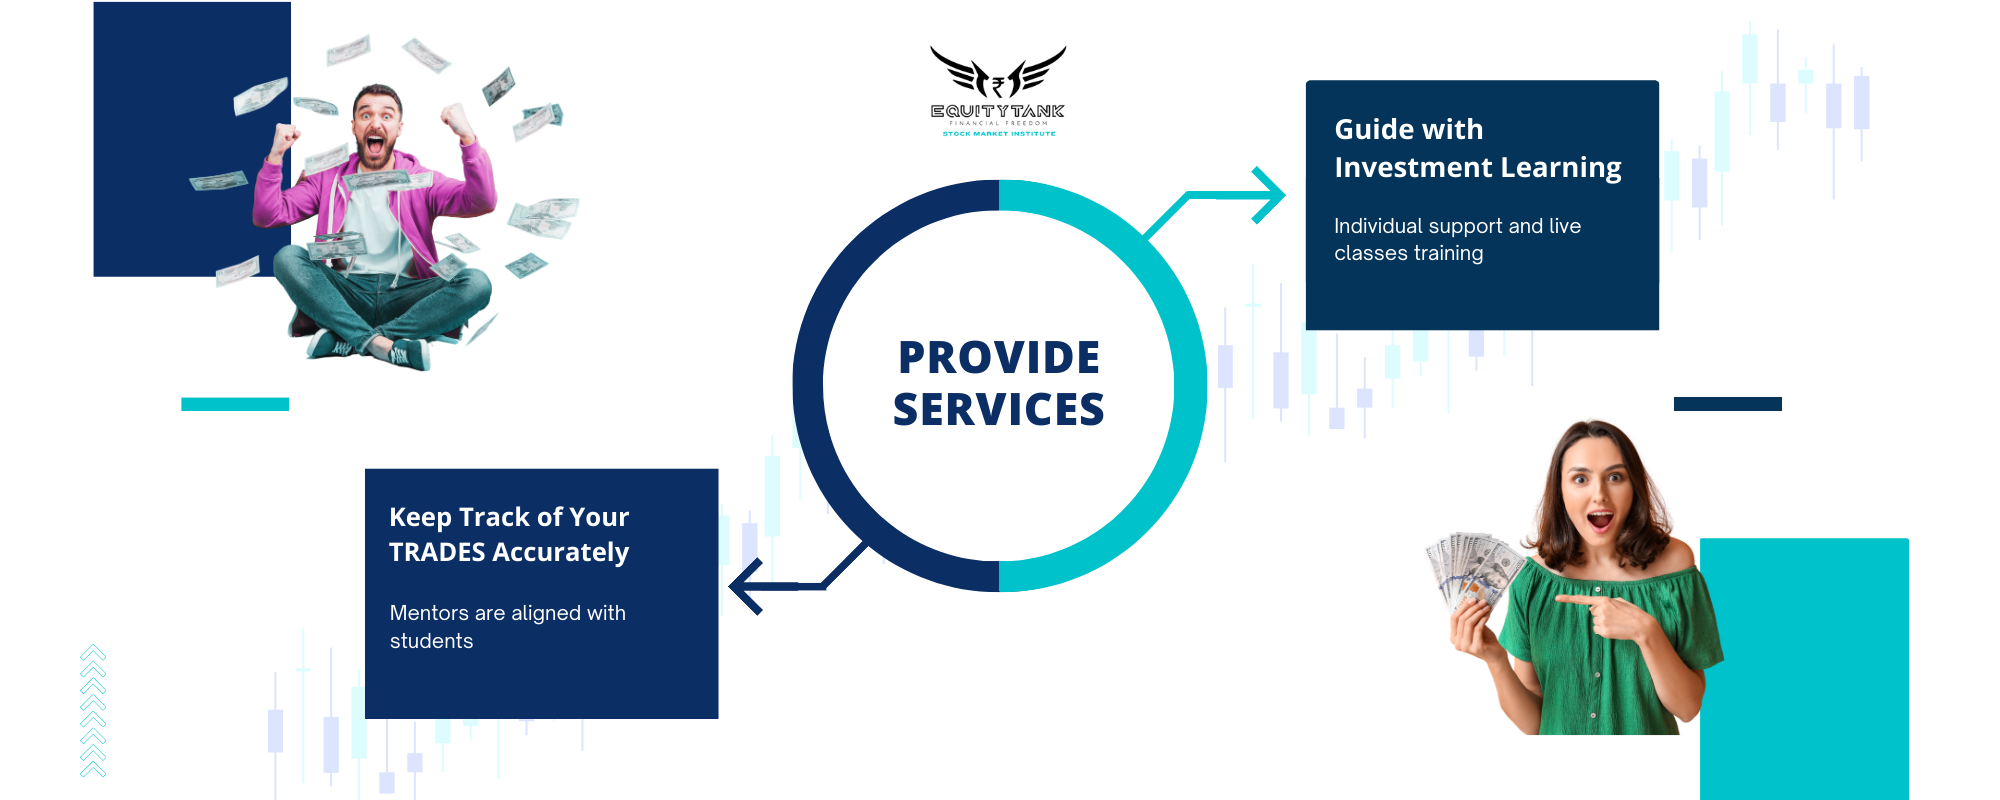 ₹
EQUITYTANK
FINANCIAL FREEDOM
STOCK MARKET INSTITUTE
Guide with
Investment Learning
Individual support and live
classes training
PROVIDE
SERVICES
Keep Track of Your
TRADES Accurately
Mentors are aligned with
students